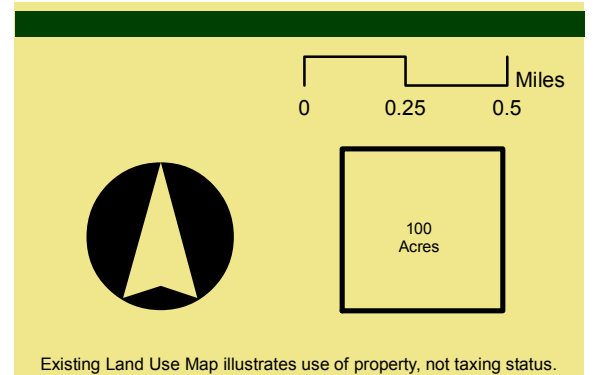 Miles
0 0.25 0.5
100
Acres
Existing Land Use Map illustrates use of property, not taxing status.